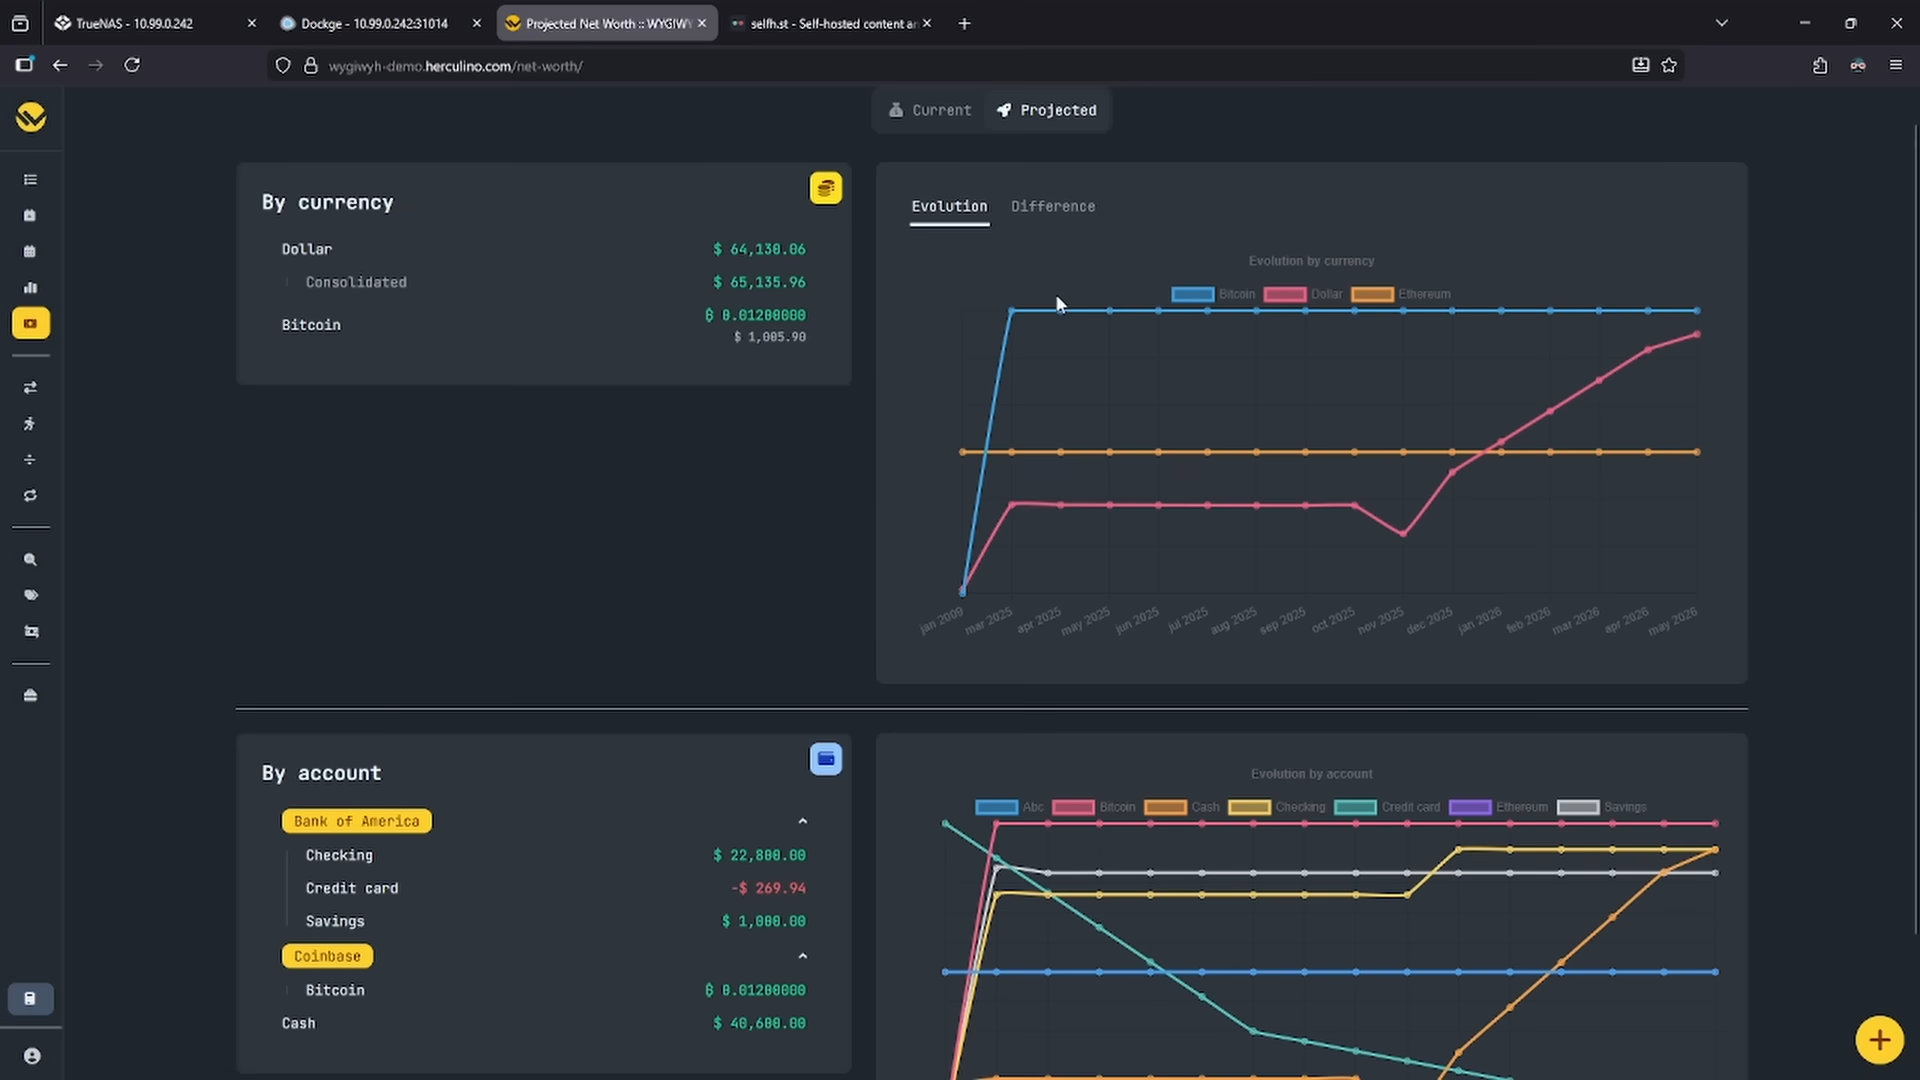 TrueNAS - 10.99.0.242
Dockge - 10.99.0.242:31014
Projected Net Worth :: WYGIWY
selfh.st - Self-hosted content a
wygiwyh-demo.herculino.com/net-worth/
Current
Projected
By currency
Dollar
$ 64,130.06
Consolidated
$ 65,135.96
Bitcoin
₿ 0.01200000
$ 1,005.90
Evolution
Difference
Evolution by currency
Bitcoin
Dollar
Ethereum
jan 2009
mar 2025
apr 2025
may 2025
jun 2025
jul 2025
aug 2025
sep 2025
oct 2025
nov 2025
dec 2025
jan 2026
feb 2026
mar 2026
apr 2026
may 2026
By account
Bank of America
Checking
$ 22,800.00
Credit card
-$ 269.94
Savings
$ 1,000.00
Coinbase
Bitcoin
₿ 0.01200000
Cash
$ 40,600.00
Evolution by account
Abc
Bitcoin
Cash
Checking
Credit card
Ethereum
Savings